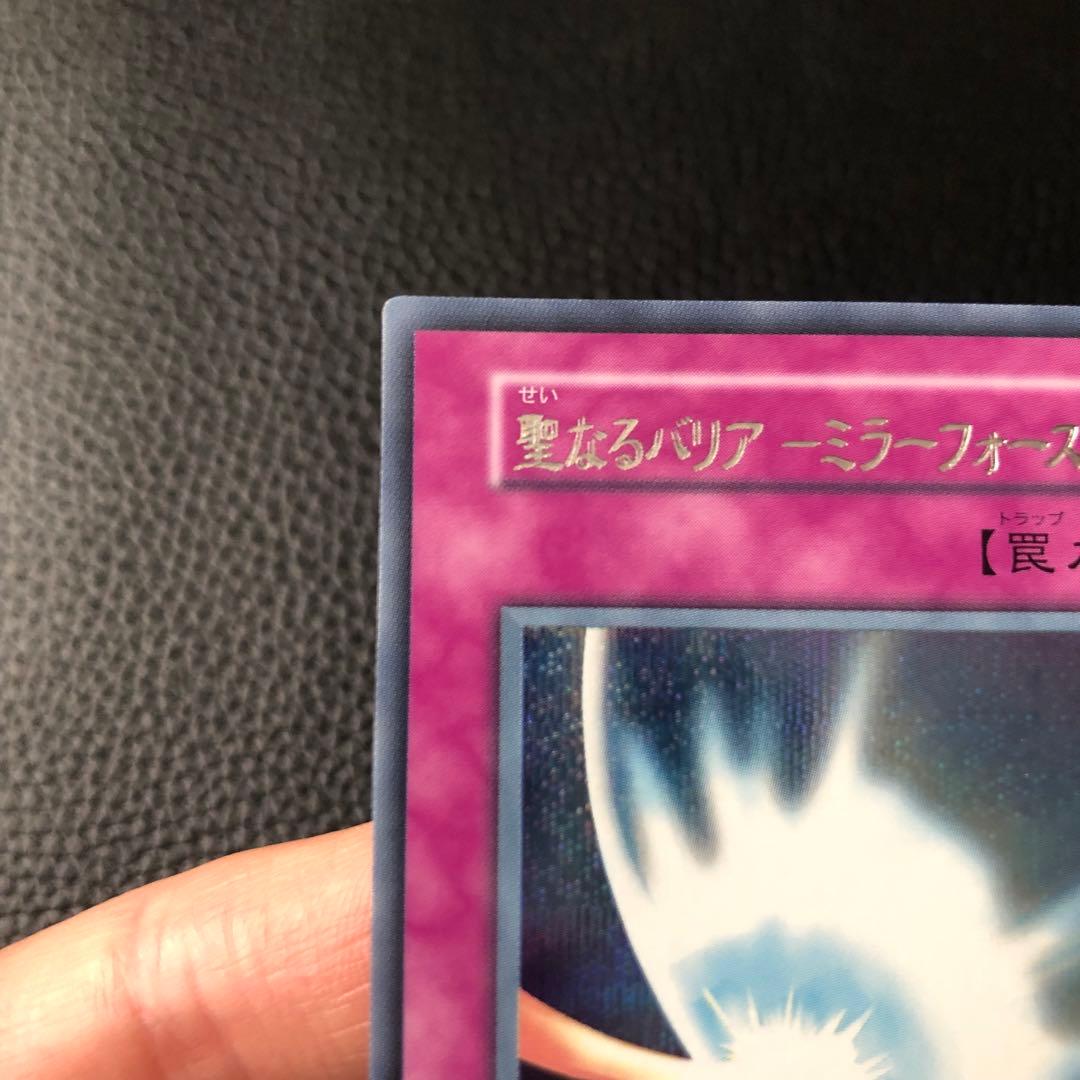 せい
聖なるバリア －ミラーフォース
トラップ
【罠